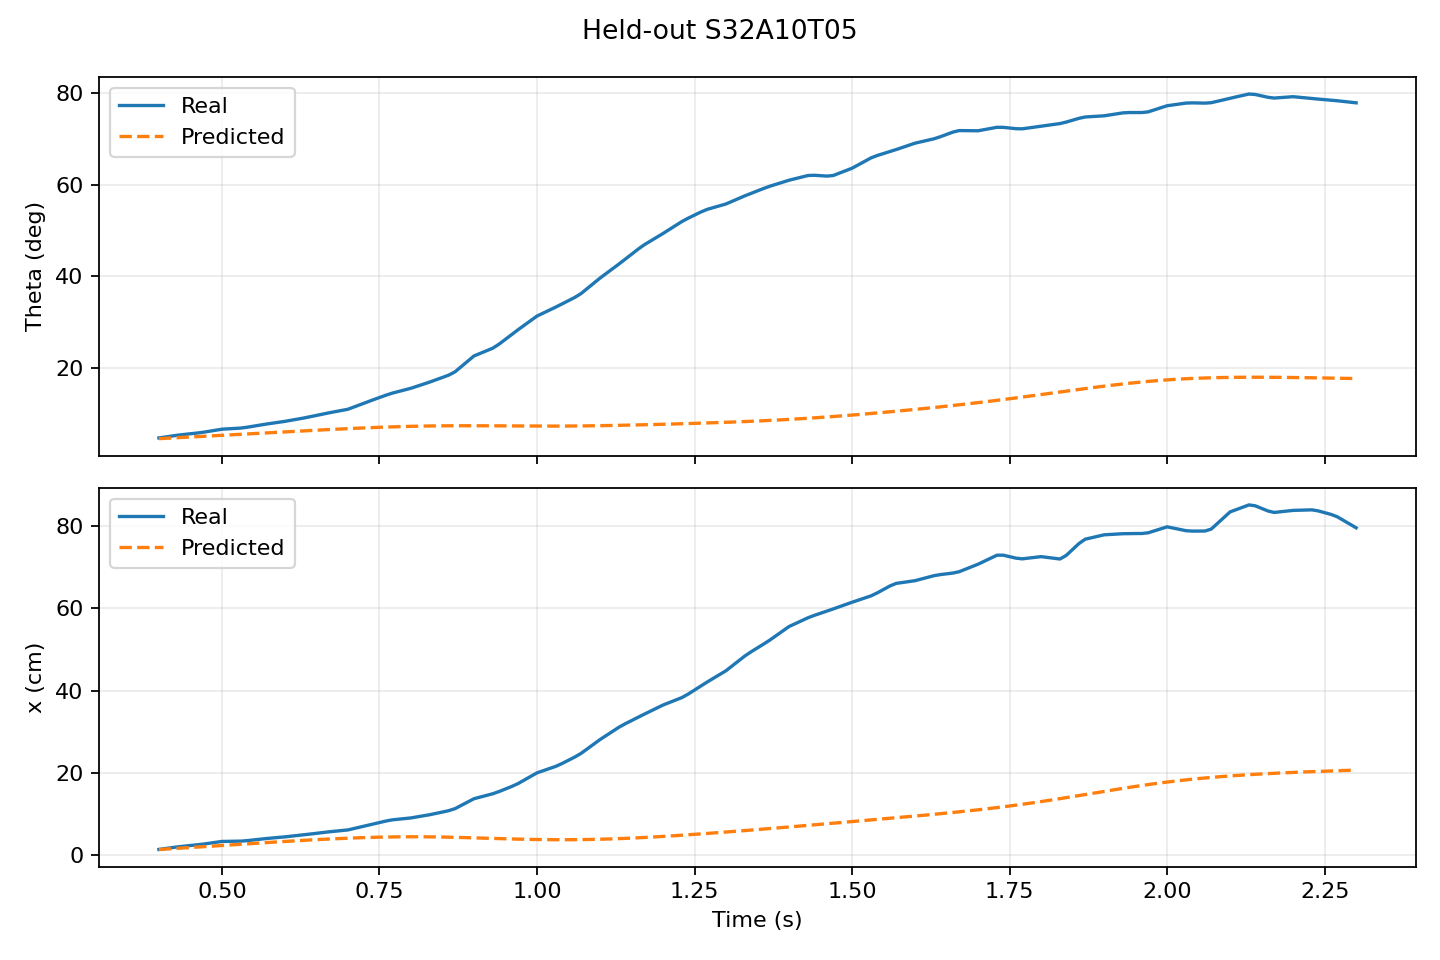 Held-out S32A10T05
80
60
40
20
Theta (deg)
Real
Predicted
80
60
40
20
0
x (cm)
Real
Predicted
0.50 0.75 1.00 1.25 1.50 1.75 2.00 2.25
Time (s)